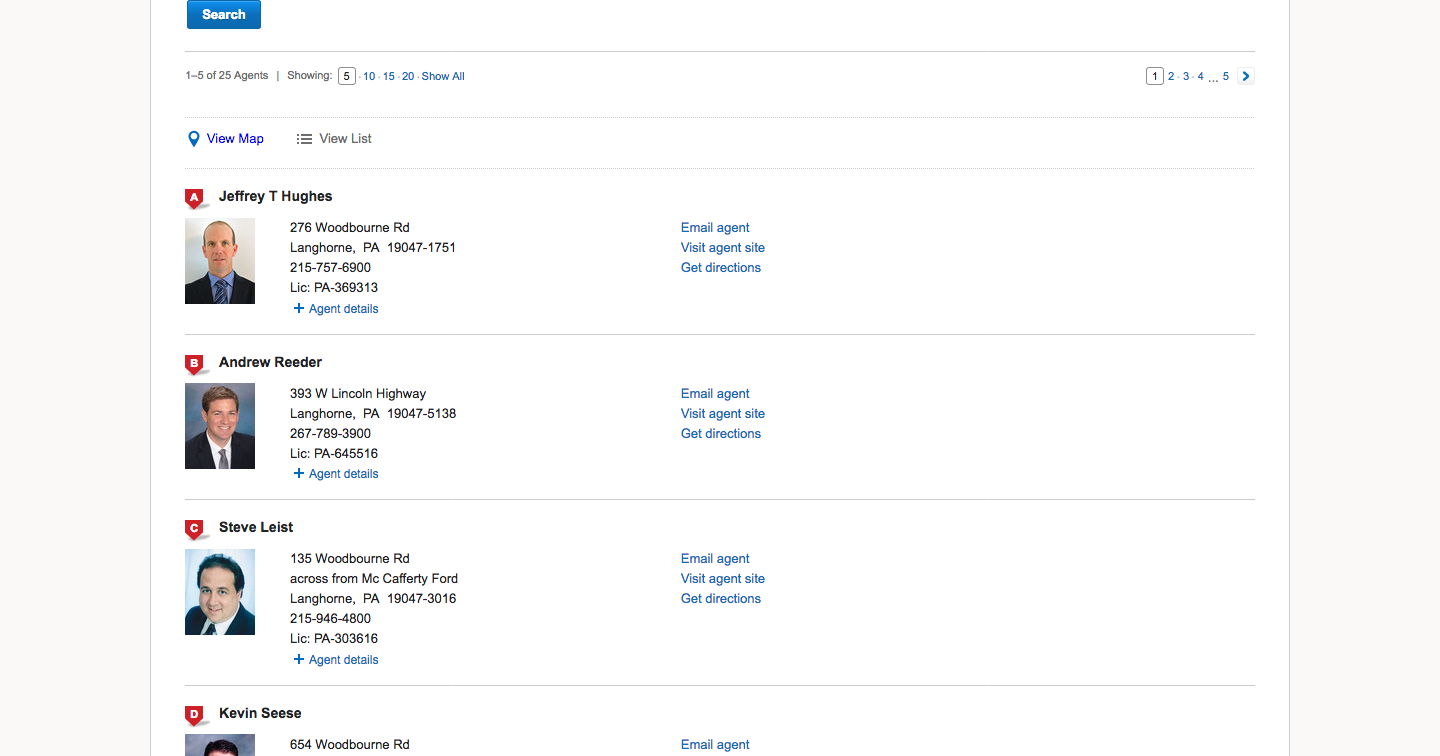 Search
1–5 of 25 Agents | Showing: 5 · 10 · 15 · 20 · Show All
1 2 · 3 · 4 ... 5
View Map View List
A Jeffrey T Hughes
276 Woodbourne Rd
Langhorne, PA 19047-1751
215-757-6900
Lic: PA-369313
+ Agent details
Email agent
Visit agent site
Get directions
B Andrew Reeder
393 W Lincoln Highway
Langhorne, PA 19047-5138
267-789-3900
Lic: PA-645516
+ Agent details
Email agent
Visit agent site
Get directions
C Steve Leist
135 Woodbourne Rd
across from Mc Cafferty Ford
Langhorne, PA 19047-3016
215-946-4800
Lic: PA-303616
+ Agent details
Email agent
Visit agent site
Get directions
D Kevin Seese
654 Woodbourne Rd
Email agent